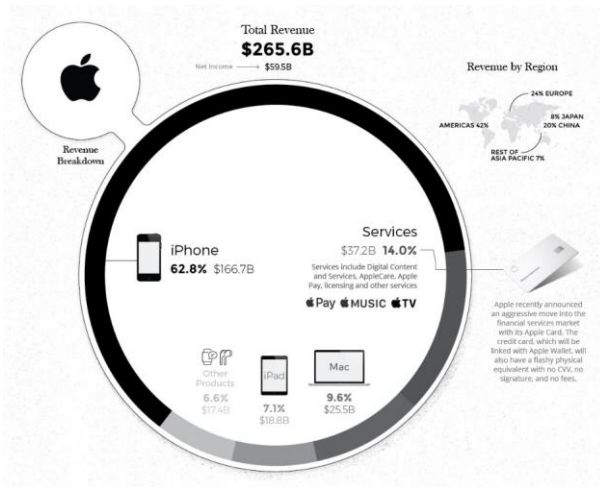 Total Revenue
$265.6B
Net Income $59.5B
Revenue
Breakdown
Revenue by Region
24% EUROPE
8% JAPAN
20% CHINA
AMERICAS 42%
REST OF
ASIA PACIFIC 7%
iPhone
62.8% $166.7B
Services
$37.2B 14.0%
Services include Digital Content
and Services, AppleCare, Apple
Pay, licensing and other services
Pay MUSIC TV
Apple recently announced
an aggressive move into the
financial services market
with its Apple Card. The
credit card, which will be
linked with Apple Wallet, will
also have a flashy physical
equivalent with no CVV, no
signature, and no fees.
Other
Products
6.6%
$17.4B
iPad
7.1%
$18.8B
Mac
9.6%
$25.5B